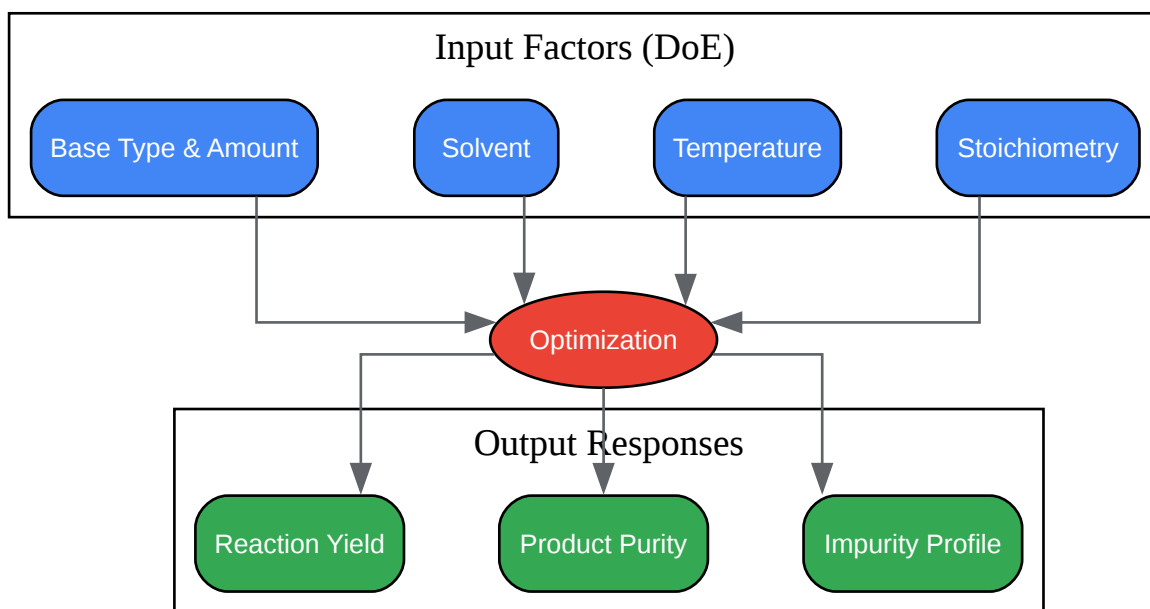 Input Factors (DoE)
Base Type & Amount
Solvent
Temperature
Stoichiometry
Optimization
Output Responses
Reaction Yield
Product Purity
Impurity Profile